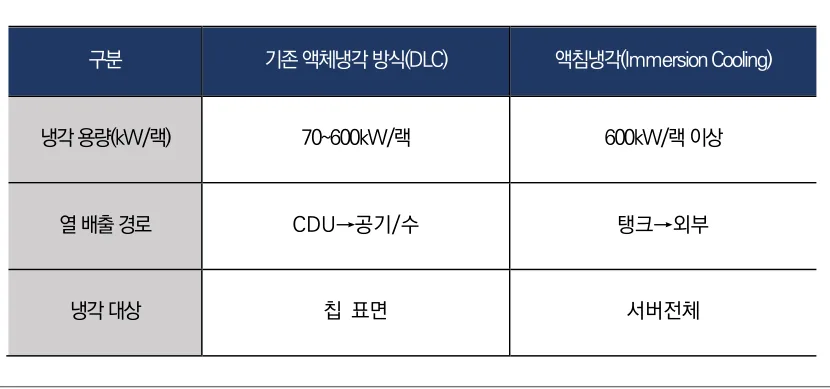 구분 기존 액체냉각 방식(DLC) 액침냉각(Immersion Cooling)
냉각 용량(kW/랙) 70~600kW/랙 600kW/랙 이상
열 배출 경로 CDU→공기/수 탱크→외부
냉각 대상 칩 표면 서버전체